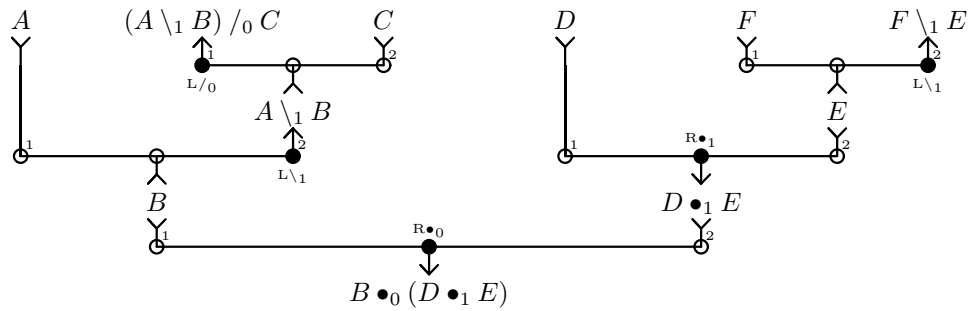 A (A \₁ B) /₀ C C D F F \₁ E
1 2 1 2
L/₀ L\₁
A \₁ B E
1 2 1 R•₁ 2
L\₁
B D •₁ E
1 R•₀ 2
B •₀ (D •₁ E)